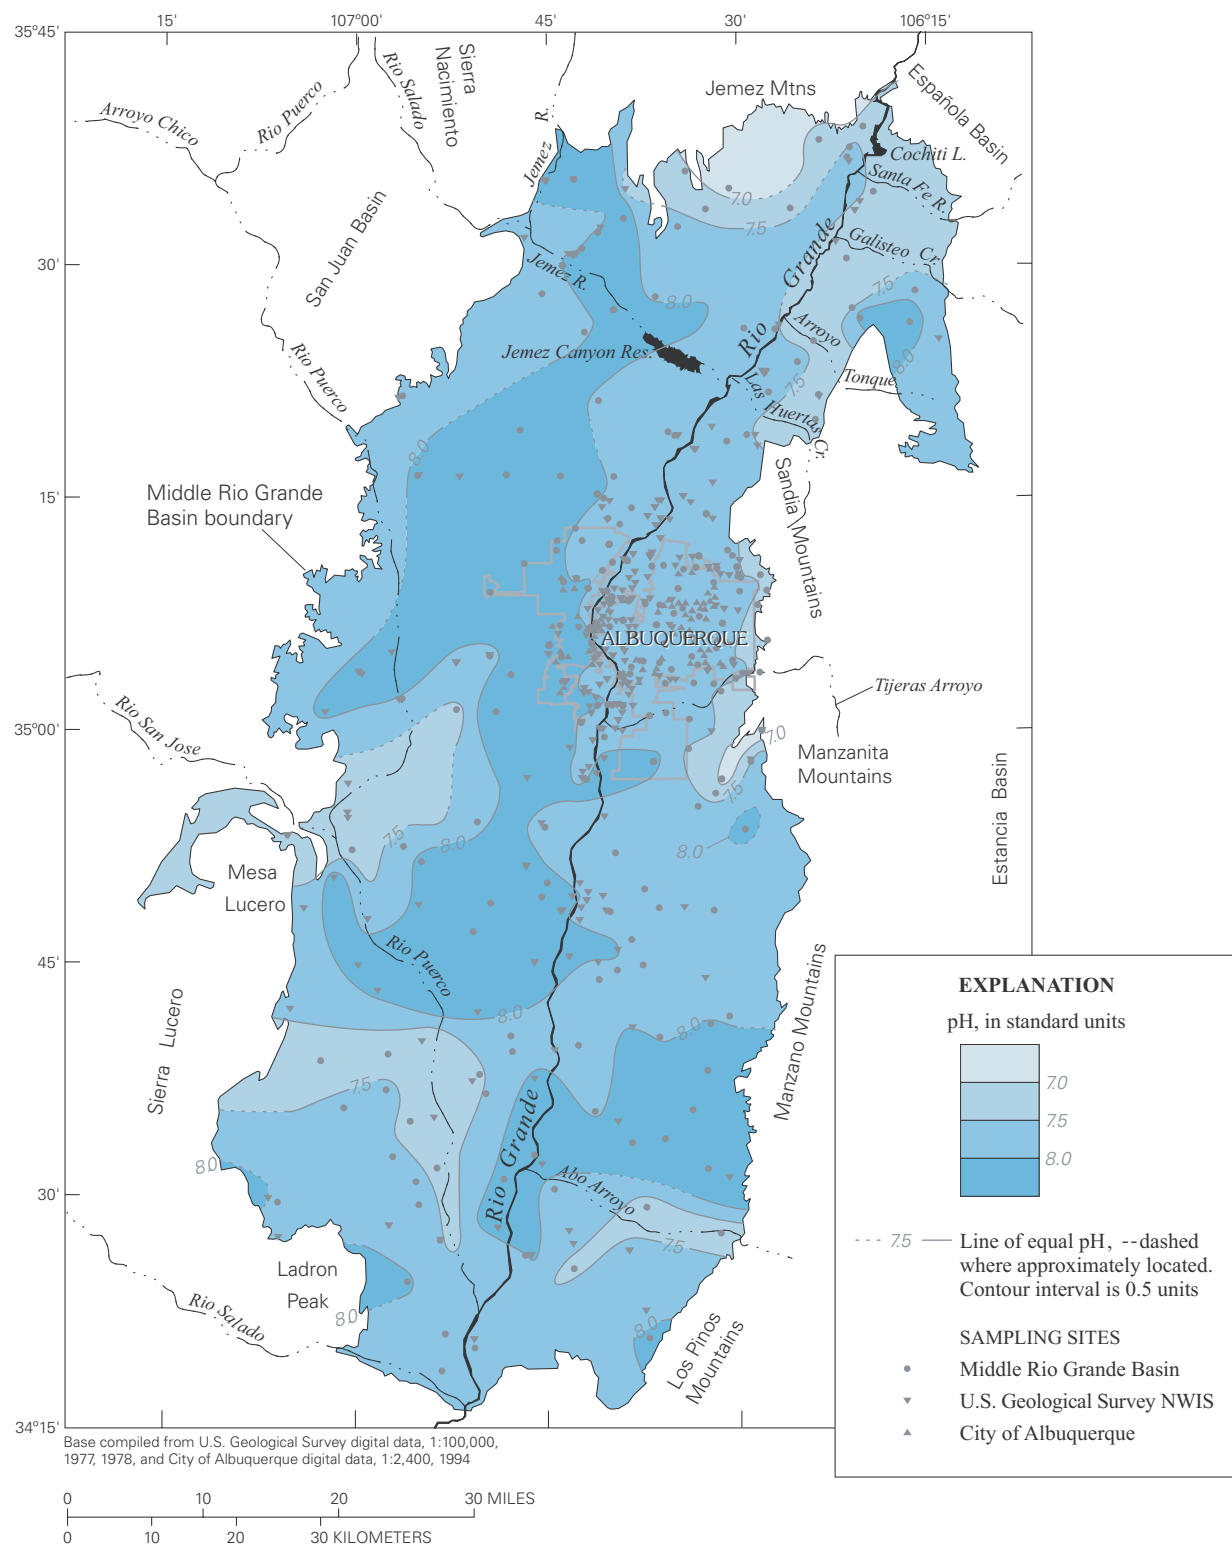 15'
107°00'
45'
30'
106°15'
35°45'
Sierra
Nacimiento
Jemez Mtns
Española Basin
Rio Salado
Rio Puerco
Arroyo Chico
Jemez R.
Cochiti L.
Santa Fe R.
7.0
7.5
San Juan Basin
Rio Grande
Galisteo Cr.
30'
Jemez R.
7.5
8.0
Arroyo
Tonque
8.0
Jemez Canyon Res.
Rio Puerco
7.5
Las Huertas Cr.
8.0
Middle Rio Grande
Basin boundary
15'
Sandia Mountains
ALBUQUERQUE
Tijeras Arroyo
Rio San Jose
35°00'
7.0
Manzanita
Mountains
7.5
Estancia Basin
7.5
8.0
8.0
Mesa
Lucero
Rio Puerco
45'
Manzano Mountains
Sierra Lucero
8.0
8.0
7.5
Rio Grande
8.0
Abo Arroyo
30'
7.5
Ladron
Peak
8.0
Rio Salado
8.0
Los Pinos
Mountains
34°15'
EXPLANATION
pH, in standard units
7.0
7.5
8.0
7.5 Line of equal pH, --dashed
where approximately located.
Contour interval is 0.5 units
SAMPLING SITES
Middle Rio Grande Basin
U.S. Geological Survey NWIS
City of Albuquerque
Base compiled from U.S. Geological Survey digital data, 1:100,000,
1977, 1978, and City of Albuquerque digital data, 1:2,400, 1994
0 10 20 30 MILES
0 10 20 30 KILOMETERS